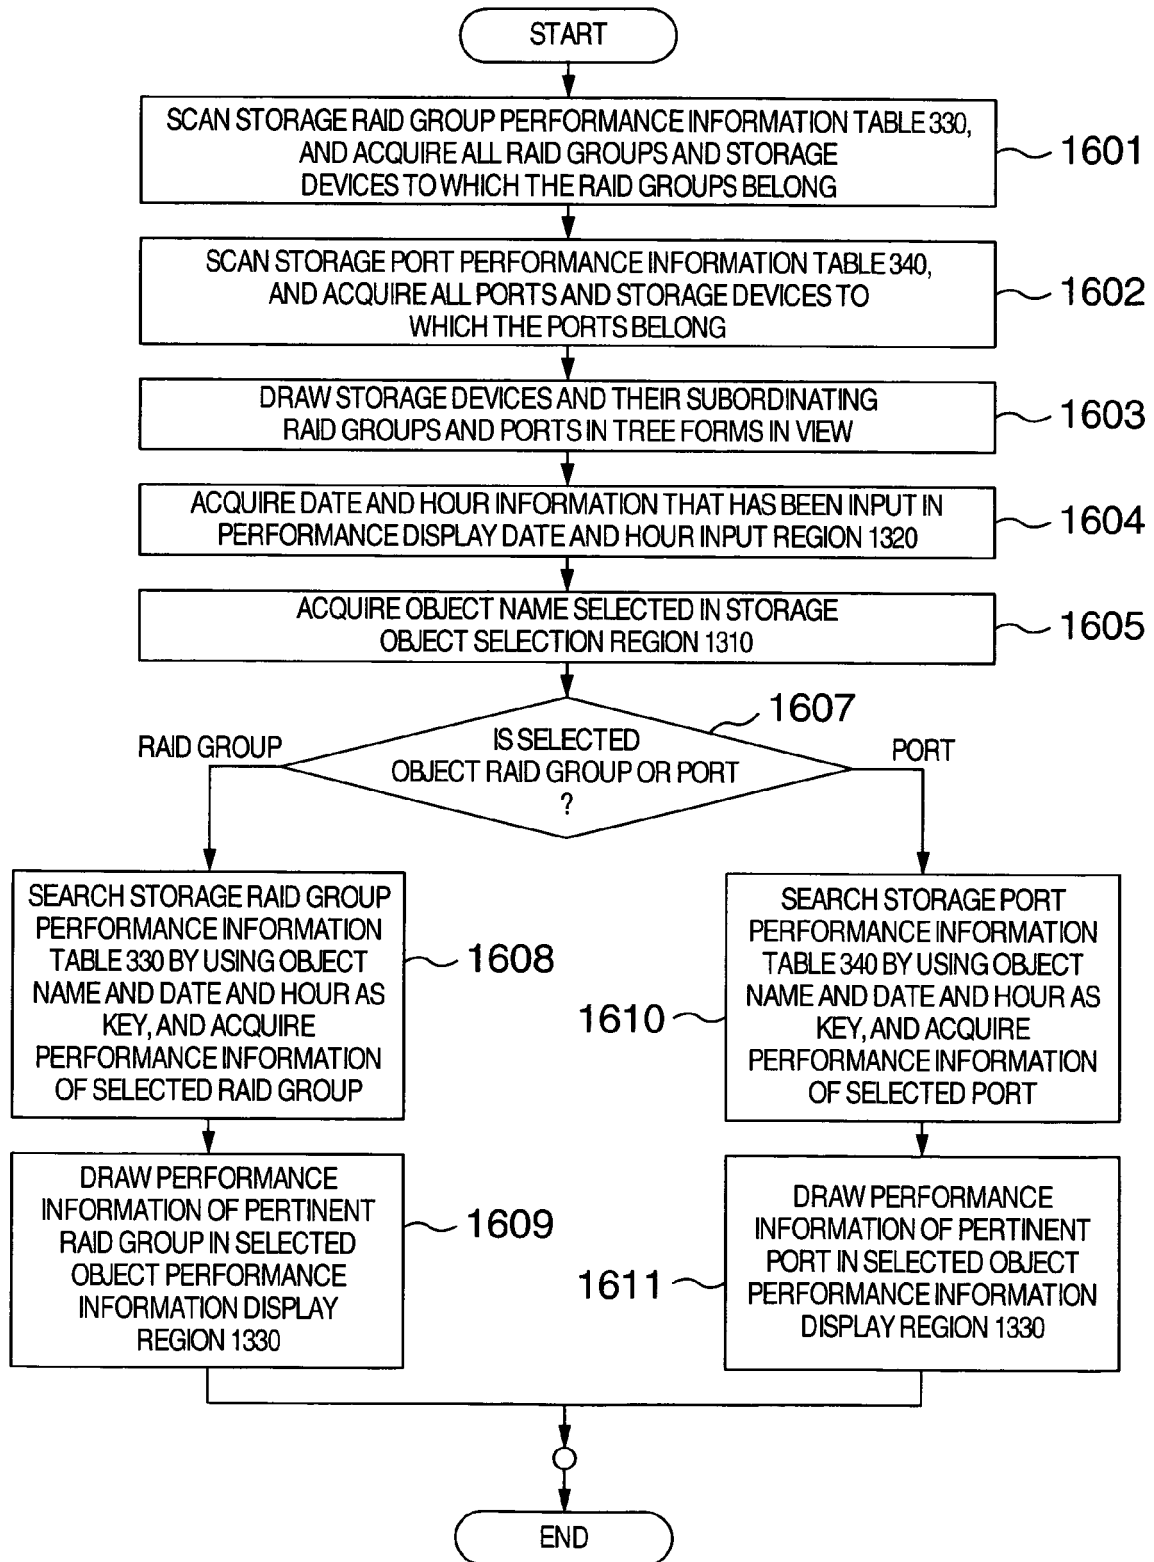 START
SCAN STORAGE RAID GROUP PERFORMANCE INFORMATION TABLE 330,
AND ACQUIRE ALL RAID GROUPS AND STORAGE
DEVICES TO WHICH THE RAID GROUPS BELONG
1601
SCAN STORAGE PORT PERFORMANCE INFORMATION TABLE 340,
AND ACQUIRE ALL PORTS AND STORAGE DEVICES TO
WHICH THE PORTS BELONG
1602
DRAW STORAGE DEVICES AND THEIR SUBORDINATING
RAID GROUPS AND PORTS IN TREE FORMS IN VIEW
1603
ACQUIRE DATE AND HOUR INFORMATION THAT HAS BEEN INPUT IN
PERFORMANCE DISPLAY DATE AND HOUR INPUT REGION 1320
1604
ACQUIRE OBJECT NAME SELECTED IN STORAGE
OBJECT SELECTION REGION 1310
1605
1607
IS SELECTED
OBJECT RAID GROUP OR PORT
?
RAID GROUP
PORT
SEARCH STORAGE RAID GROUP
PERFORMANCE INFORMATION
TABLE 330 BY USING OBJECT
NAME AND DATE AND HOUR AS
KEY, AND ACQUIRE
PERFORMANCE INFORMATION
OF SELECTED RAID GROUP
1608
SEARCH STORAGE PORT
PERFORMANCE INFORMATION
TABLE 340 BY USING OBJECT
NAME AND DATE AND HOUR AS
KEY, AND ACQUIRE
PERFORMANCE INFORMATION
OF SELECTED PORT
1610
DRAW PERFORMANCE
INFORMATION OF PERTINENT
RAID GROUP IN SELECTED
OBJECT PERFORMANCE
INFORMATION DISPLAY
REGION 1330
1609
DRAW PERFORMANCE
INFORMATION OF PERTINENT
PORT IN SELECTED OBJECT
PERFORMANCE INFORMATION
DISPLAY REGION 1330
1611
END